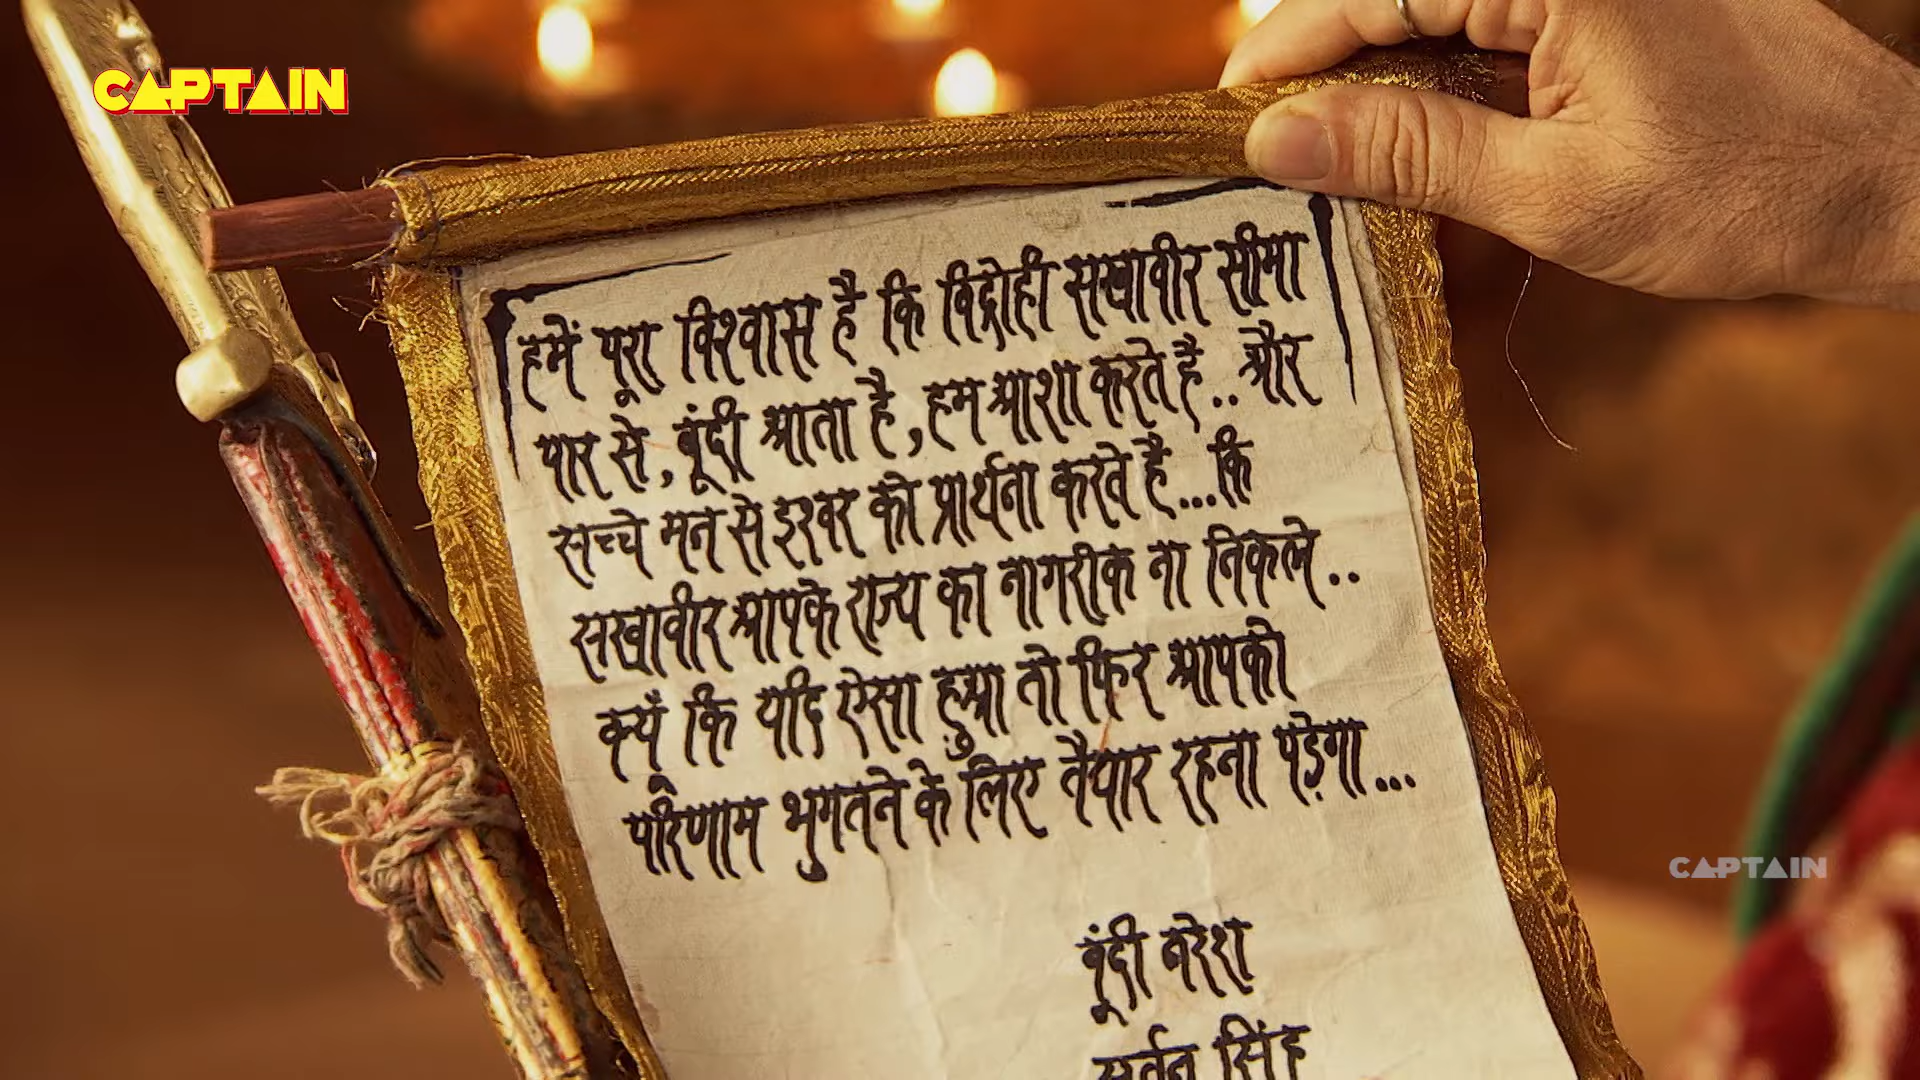 CAPTAIN
हमें पूरा विश्वास है कि विद्रोही सखावीर सीमा
पार से, बूंदी आता है, हम आशा करते है.. और
सच्चे मन से इश्वर को प्रार्थना करते है...कि
सखावीर आपके राज्य का नागरीक ना निकले..
क्यूँ कि यदि ऐसा हुआ तो फिर आपको
परिणाम भुगतने के लिए तैयार रहना पड़ेगा...
CAPTAIN
बूंदी नरेश
सुर्तन सिंह